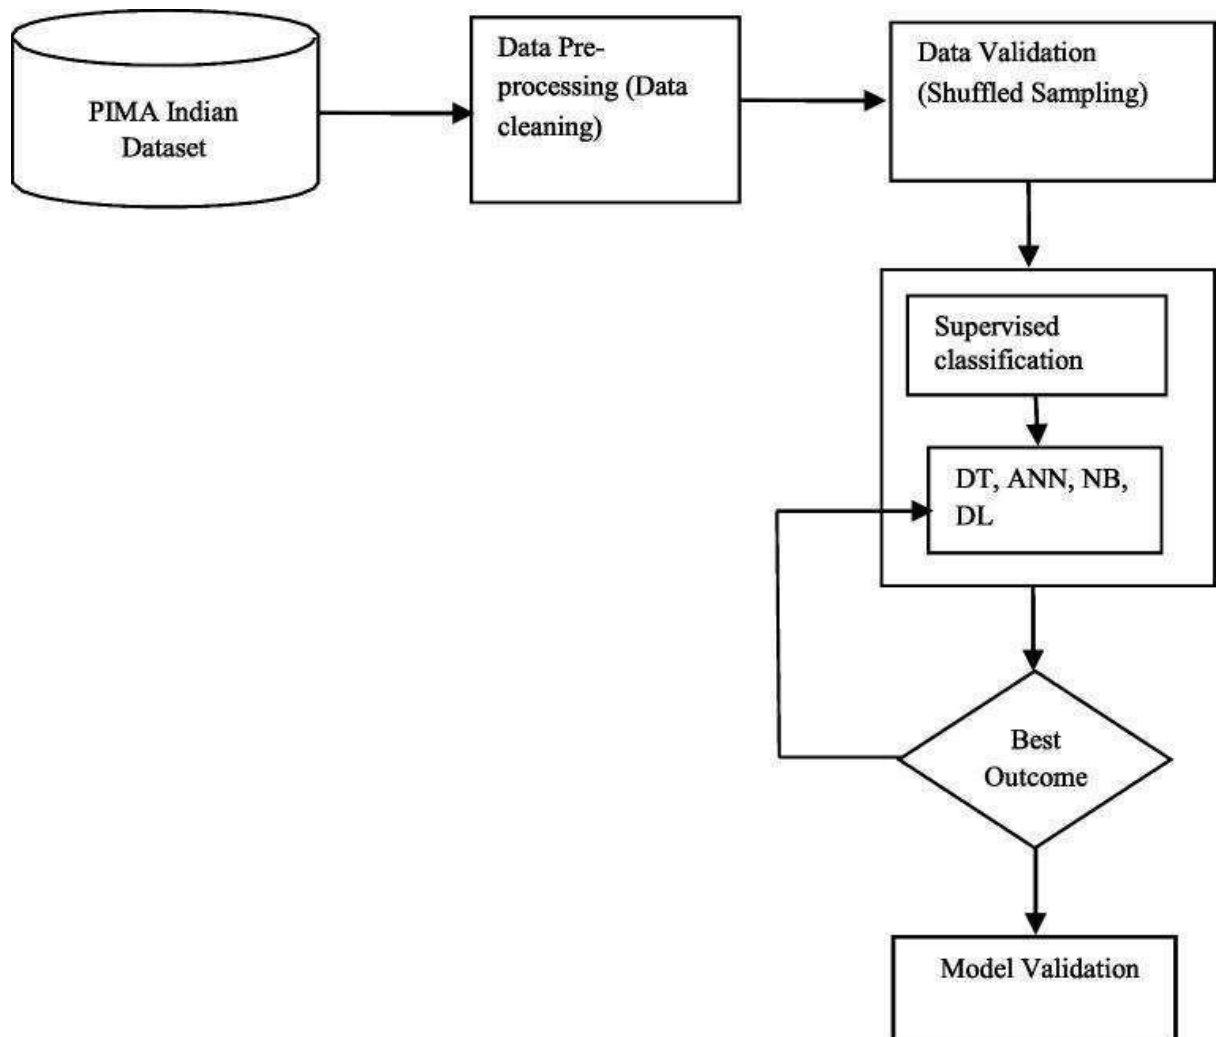 PIMA Indian
Dataset
Data Pre-
processing (Data
cleaning)
Data Validation
(Shuffled Sampling)
Supervised
classification
DT, ANN, NB,
DL
Best
Outcome
Model Validation